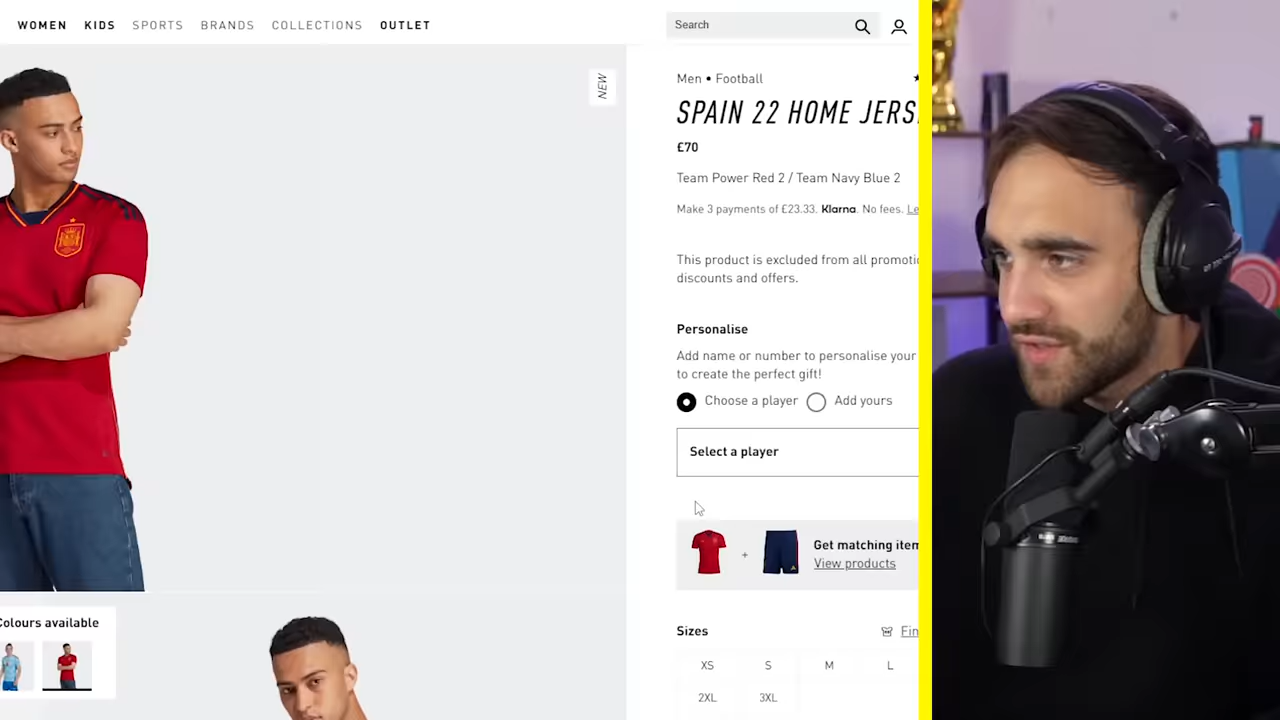 WOMEN KIDS SPORTS BRANDS COLLECTIONS OUTLET
Search
NEW
Men • Football
SPAIN 22 HOME JERS
£70
Team Power Red 2 / Team Navy Blue 2
Make 3 payments of £23.33. Klarna. No fees. Le
This product is excluded from all promotio
discounts and offers.
Personalise
Add name or number to personalise your
to create the perfect gift!
Choose a player Add yours
Select a player
+ Get matching item
View products
Colours available
Sizes Fin
XS S M L
2XL 3XL